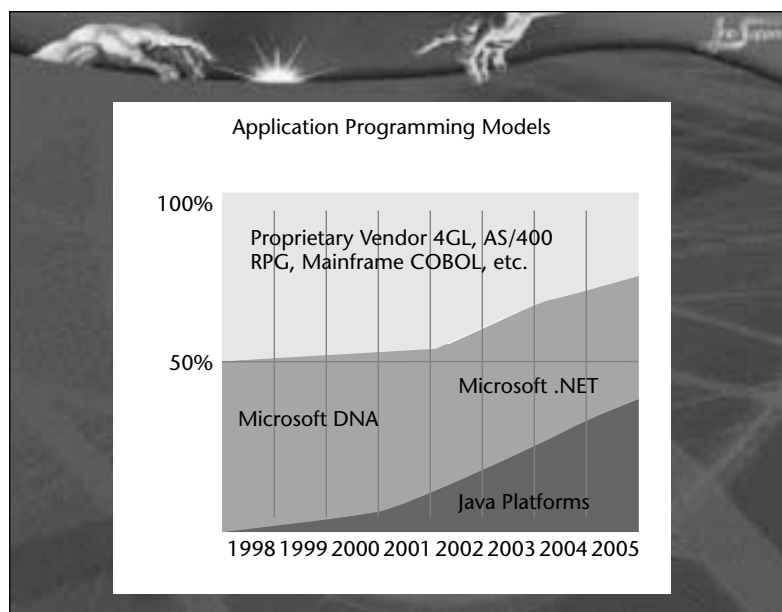 Application Programming Models
100%
Proprietary Vendor 4GL, AS/400
RPG, Mainframe COBOL, etc.
50%
Microsoft .NET
Microsoft DNA
Java Platforms
1998 1999 2000 2001 2002 2003 2004 2005